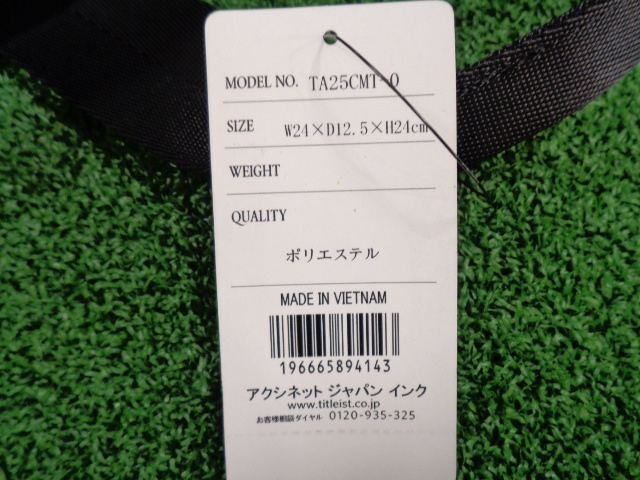 MODEL NO. TA25CMT-0
SIZE W24×D12.5×H24cm
WEIGHT
QUALITY
ポリエステル
MADE IN VIETNAM
196665894143
アクシネット ジャパン インク
www.titleist.co.jp
お客様相談ダイヤル 0120-935-325